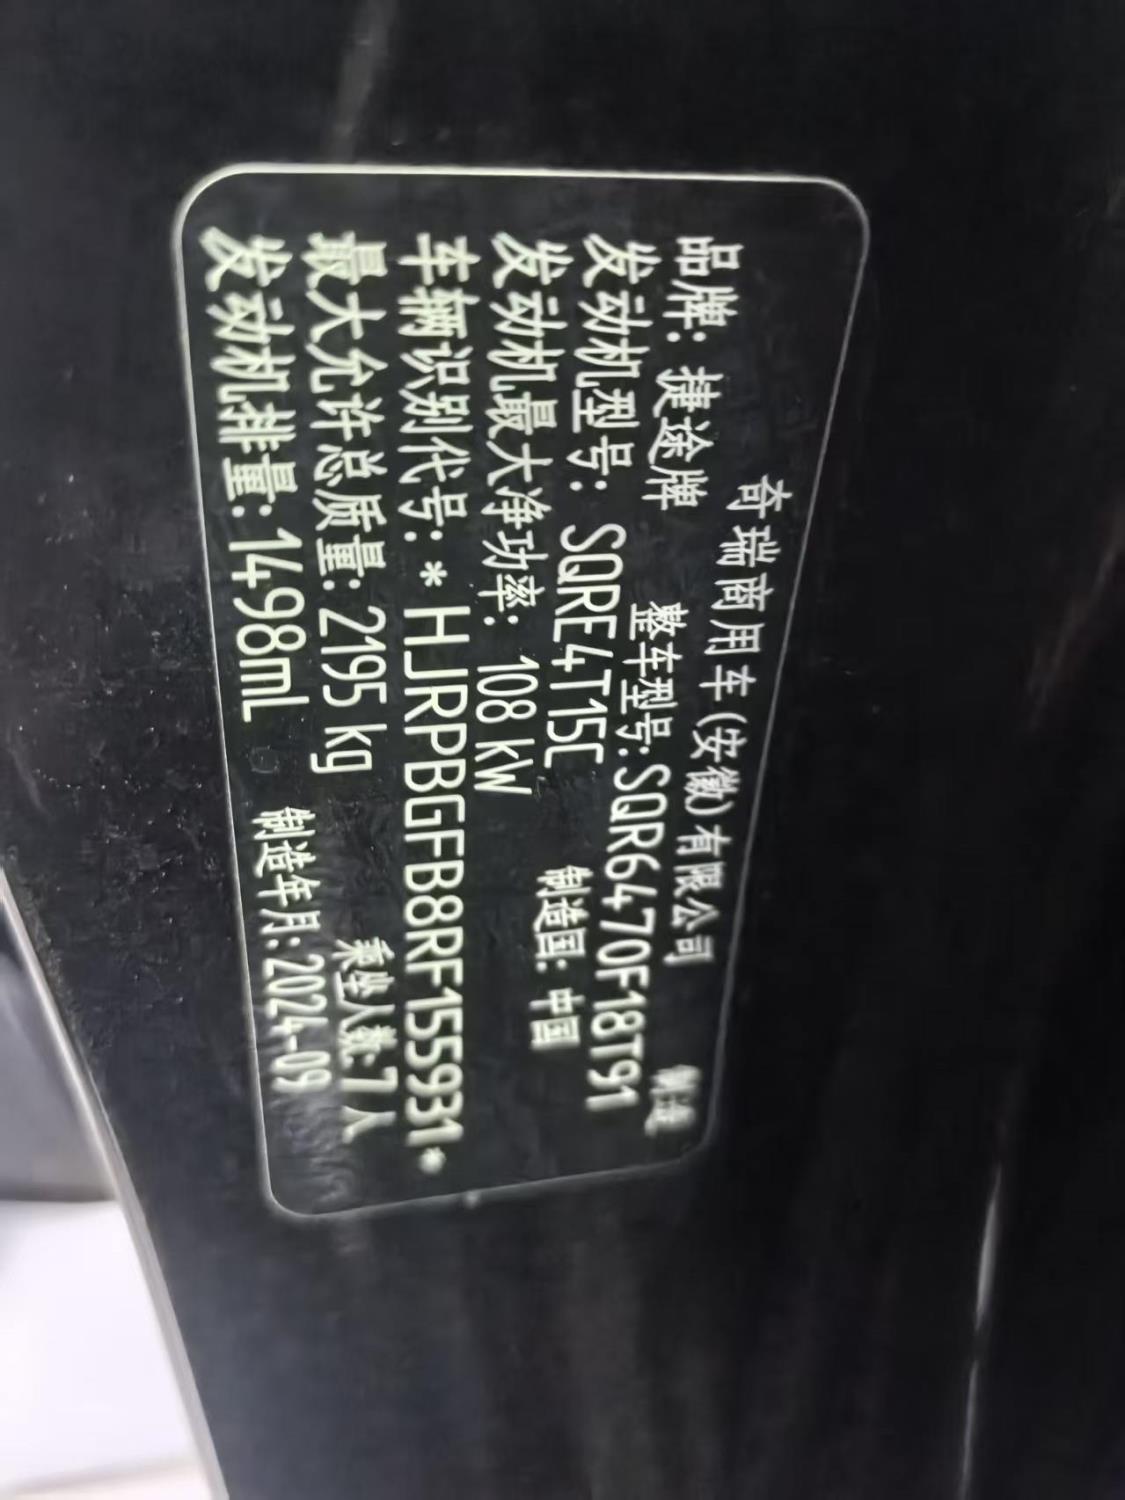 奇瑞商用车(安徽)有限公司 制造
品牌: 捷途牌 整车型号: SQR6470F18T91
发动机型号: SQRE4T15C 制造国: 中国
发动机最大净功率: 108 kW
车辆识别代号: *HJRPBGFB8RF155931*
最大允许总质量: 2195 kg 乘坐人数: 7人
发动机排量: 1498mL 制造年月: 2024-09